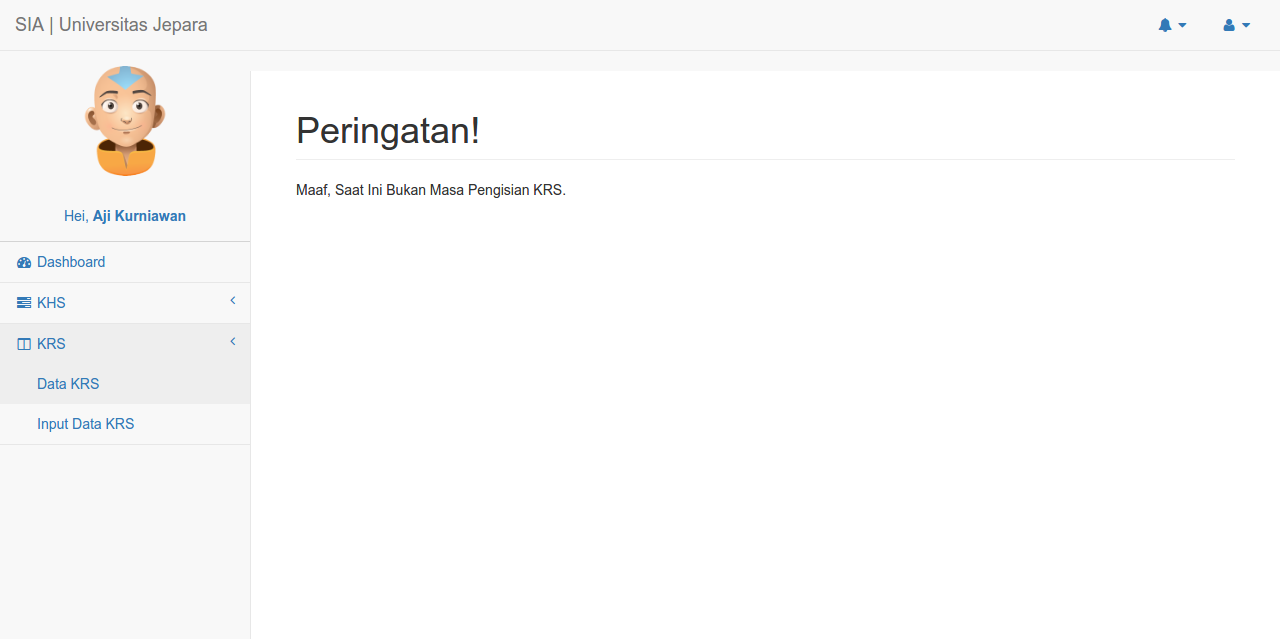 SIA | Universitas Jepara
Hei, Aji Kurniawan
Dashboard
KHS
KRS
Data KRS
Input Data KRS
Peringatan!
Maaf, Saat Ini Bukan Masa Pengisian KRS.